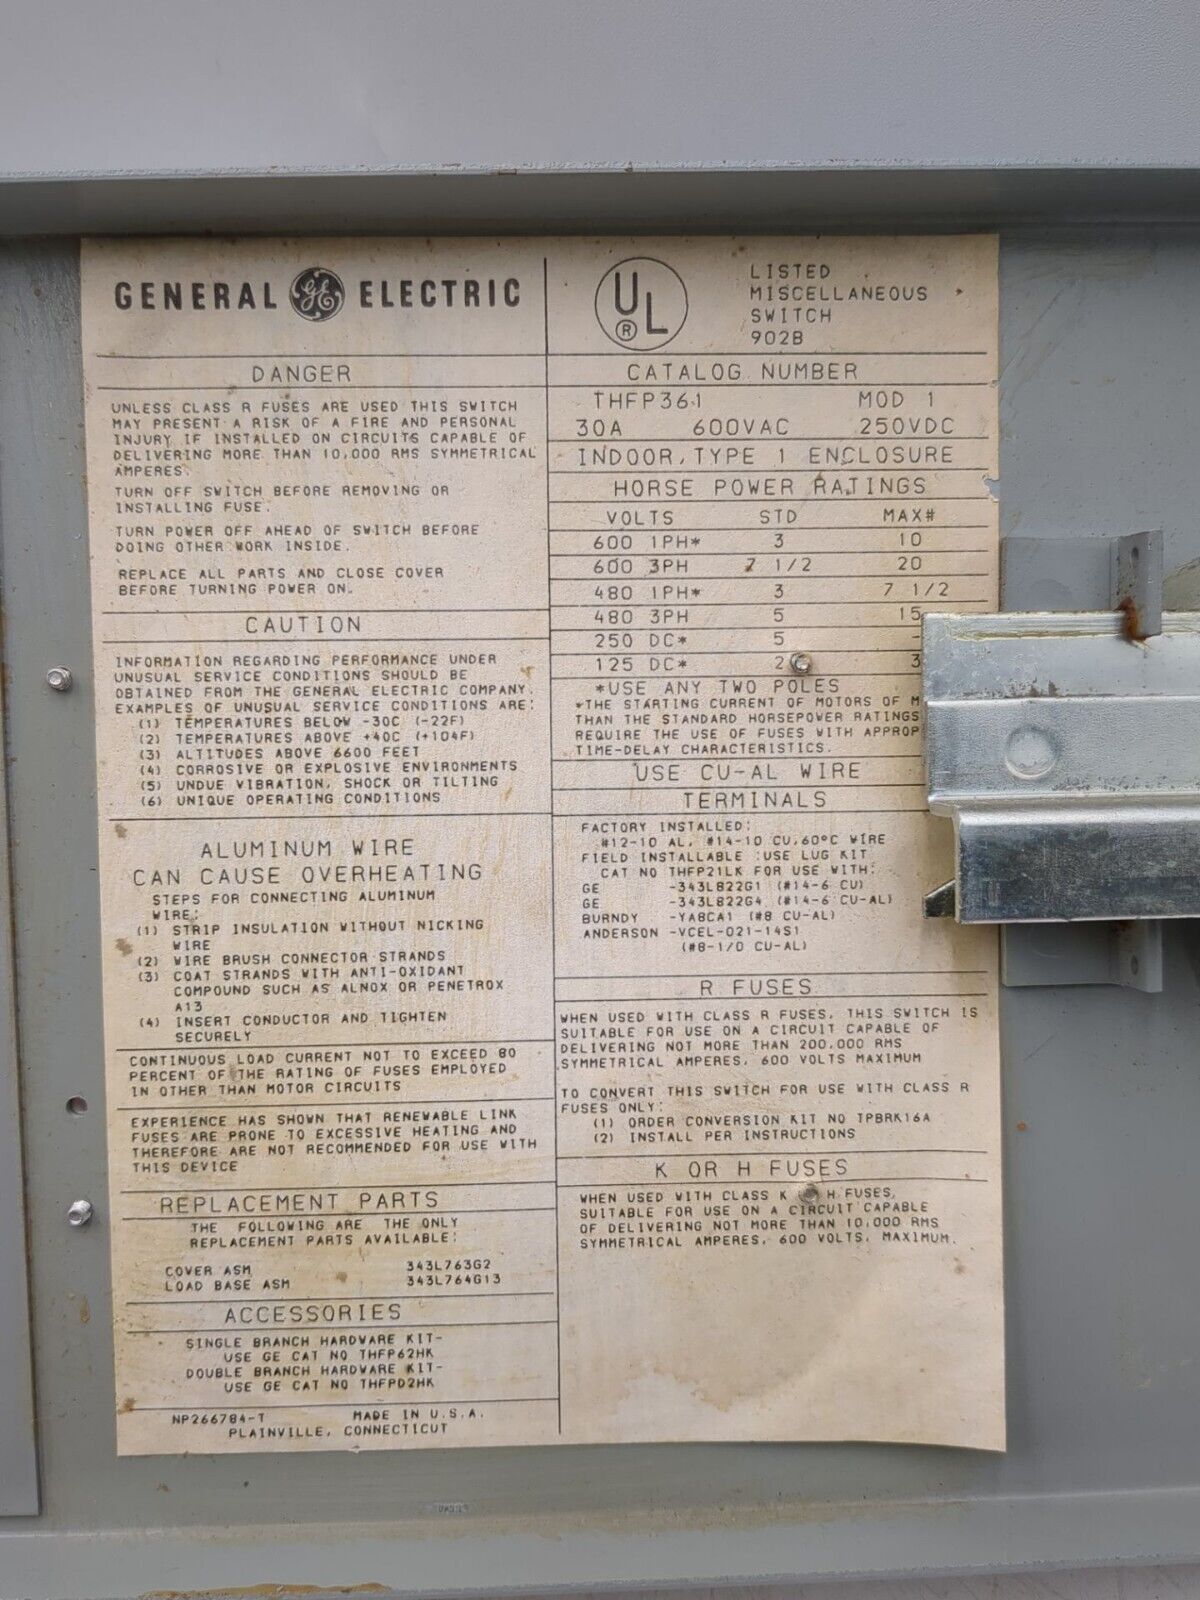 GENERAL GE ELECTRIC
DANGER
UNLESS CLASS R FUSES ARE USED THIS SWITCH
MAY PRESENT A RISK OF A FIRE AND PERSONAL
INJURY IF INSTALLED ON CIRCUITS CAPABLE OF
DELIVERING MORE THAN 10,000 RMS SYMMETRICAL
AMPERES.
TURN OFF SWITCH BEFORE REMOVING OR
INSTALLING FUSE.
TURN POWER OFF AHEAD OF SWITCH BEFORE
DOING OTHER WORK INSIDE.
REPLACE ALL PARTS AND CLOSE COVER
BEFORE TURNING POWER ON.
CAUTION
INFORMATION REGARDING PERFORMANCE UNDER
UNUSUAL SERVICE CONDITIONS SHOULD BE
OBTAINED FROM THE GENERAL ELECTRIC COMPANY.
EXAMPLES OF UNUSUAL SERVICE CONDITIONS ARE:
(1) TEMPERATURES BELOW -30C (-22F)
(2) TEMPERATURES ABOVE +40C (+104F)
(3) ALTITUDES ABOVE 6600 FEET
(4) CORROSIVE OR EXPLOSIVE ENVIRONMENTS
(5) UNDUE VIBRATION, SHOCK OR TILTING
(6) UNIQUE OPERATING CONDITIONS
ALUMINUM WIRE
CAN CAUSE OVERHEATING
STEPS FOR CONNECTING ALUMINUM
WIRE:
(1) STRIP INSULATION WITHOUT NICKING
WIRE
(2) WIRE BRUSH CONNECTOR STRANDS
(3) COAT STRANDS WITH ANTI-OXIDANT
COMPOUND SUCH AS ALNOX OR PENETROX
A13
(4) INSERT CONDUCTOR AND TIGHTEN
SECURELY
CONTINUOUS LOAD CURRENT NOT TO EXCEED 80
PERCENT OF THE RATING OF FUSES EMPLOYED
IN OTHER THAN MOTOR CIRCUITS
EXPERIENCE HAS SHOWN THAT RENEWABLE LINK
FUSES ARE PRONE TO EXCESSIVE HEATING AND
THEREFORE ARE NOT RECOMMENDED FOR USE WITH
THIS DEVICE
REPLACEMENT PARTS
THE FOLLOWING ARE THE ONLY
REPLACEMENT PARTS AVAILABLE:
COVER ASM 343L763G2
LOAD BASE ASM 343L764G13
ACCESSORIES
SINGLE BRANCH HARDWARE KIT-
USE GE CAT NO THFP62HK
DOUBLE BRANCH HARDWARE KIT-
USE GE CAT NO THFPD2HK
NP266784-T MADE IN U.S.A.
PLAINVILLE, CONNECTICUT
UL ®
LISTED
MISCELLANEOUS
SWITCH
902B
CATALOG NUMBER
THFP361 MOD 1
30A 600VAC 250VDC
INDOOR, TYPE 1 ENCLOSURE
HORSE POWER RATINGS
VOLTS STD MAX#
600 1PH* 3 10
600 3PH 7 1/2 20
480 1PH* 3 7 1/2
480 3PH 5 15
250 DC* 5 -
125 DC* 2 3
*USE ANY TWO POLES
*THE STARTING CURRENT OF MOTORS OF
THAN THE STANDARD HORSEPOWER RATINGS
REQUIRE THE USE OF FUSES WITH APPROP
TIME-DELAY CHARACTERISTICS.
USE CU-AL WIRE
TERMINALS
FACTORY INSTALLED:
#12-10 AL, #14-10 CU,60°C WIRE
FIELD INSTALLABLE :USE LUG KIT
CAT NO THFP21LK FOR USE WITH:
GE -343L822G1 (#14-6 CU)
GE -343L822G4 (#14-6 CU-AL)
BURNDY -YA8CA1 (#8 CU-AL)
ANDERSON -VCEL-021-14S1
(#8-1/0 CU-AL)
R FUSES
WHEN USED WITH CLASS R FUSES, THIS SWITCH IS
SUITABLE FOR USE ON A CIRCUIT CAPABLE OF
DELIVERING NOT MORE THAN 200,000 RMS
SYMMETRICAL AMPERES, 600 VOLTS MAXIMUM
TO CONVERT THIS SWITCH FOR USE WITH CLASS R
FUSES ONLY:
(1) ORDER CONVERSION KIT NO TPBRK16A
(2) INSTALL PER INSTRUCTIONS
K OR H FUSES
WHEN USED WITH CLASS K H FUSES,
SUITABLE FOR USE ON A CIRCUIT CAPABLE
OF DELIVERING NOT MORE THAN 10,000 RMS
SYMMETRICAL AMPERES, 600 VOLTS, MAXIMUM.